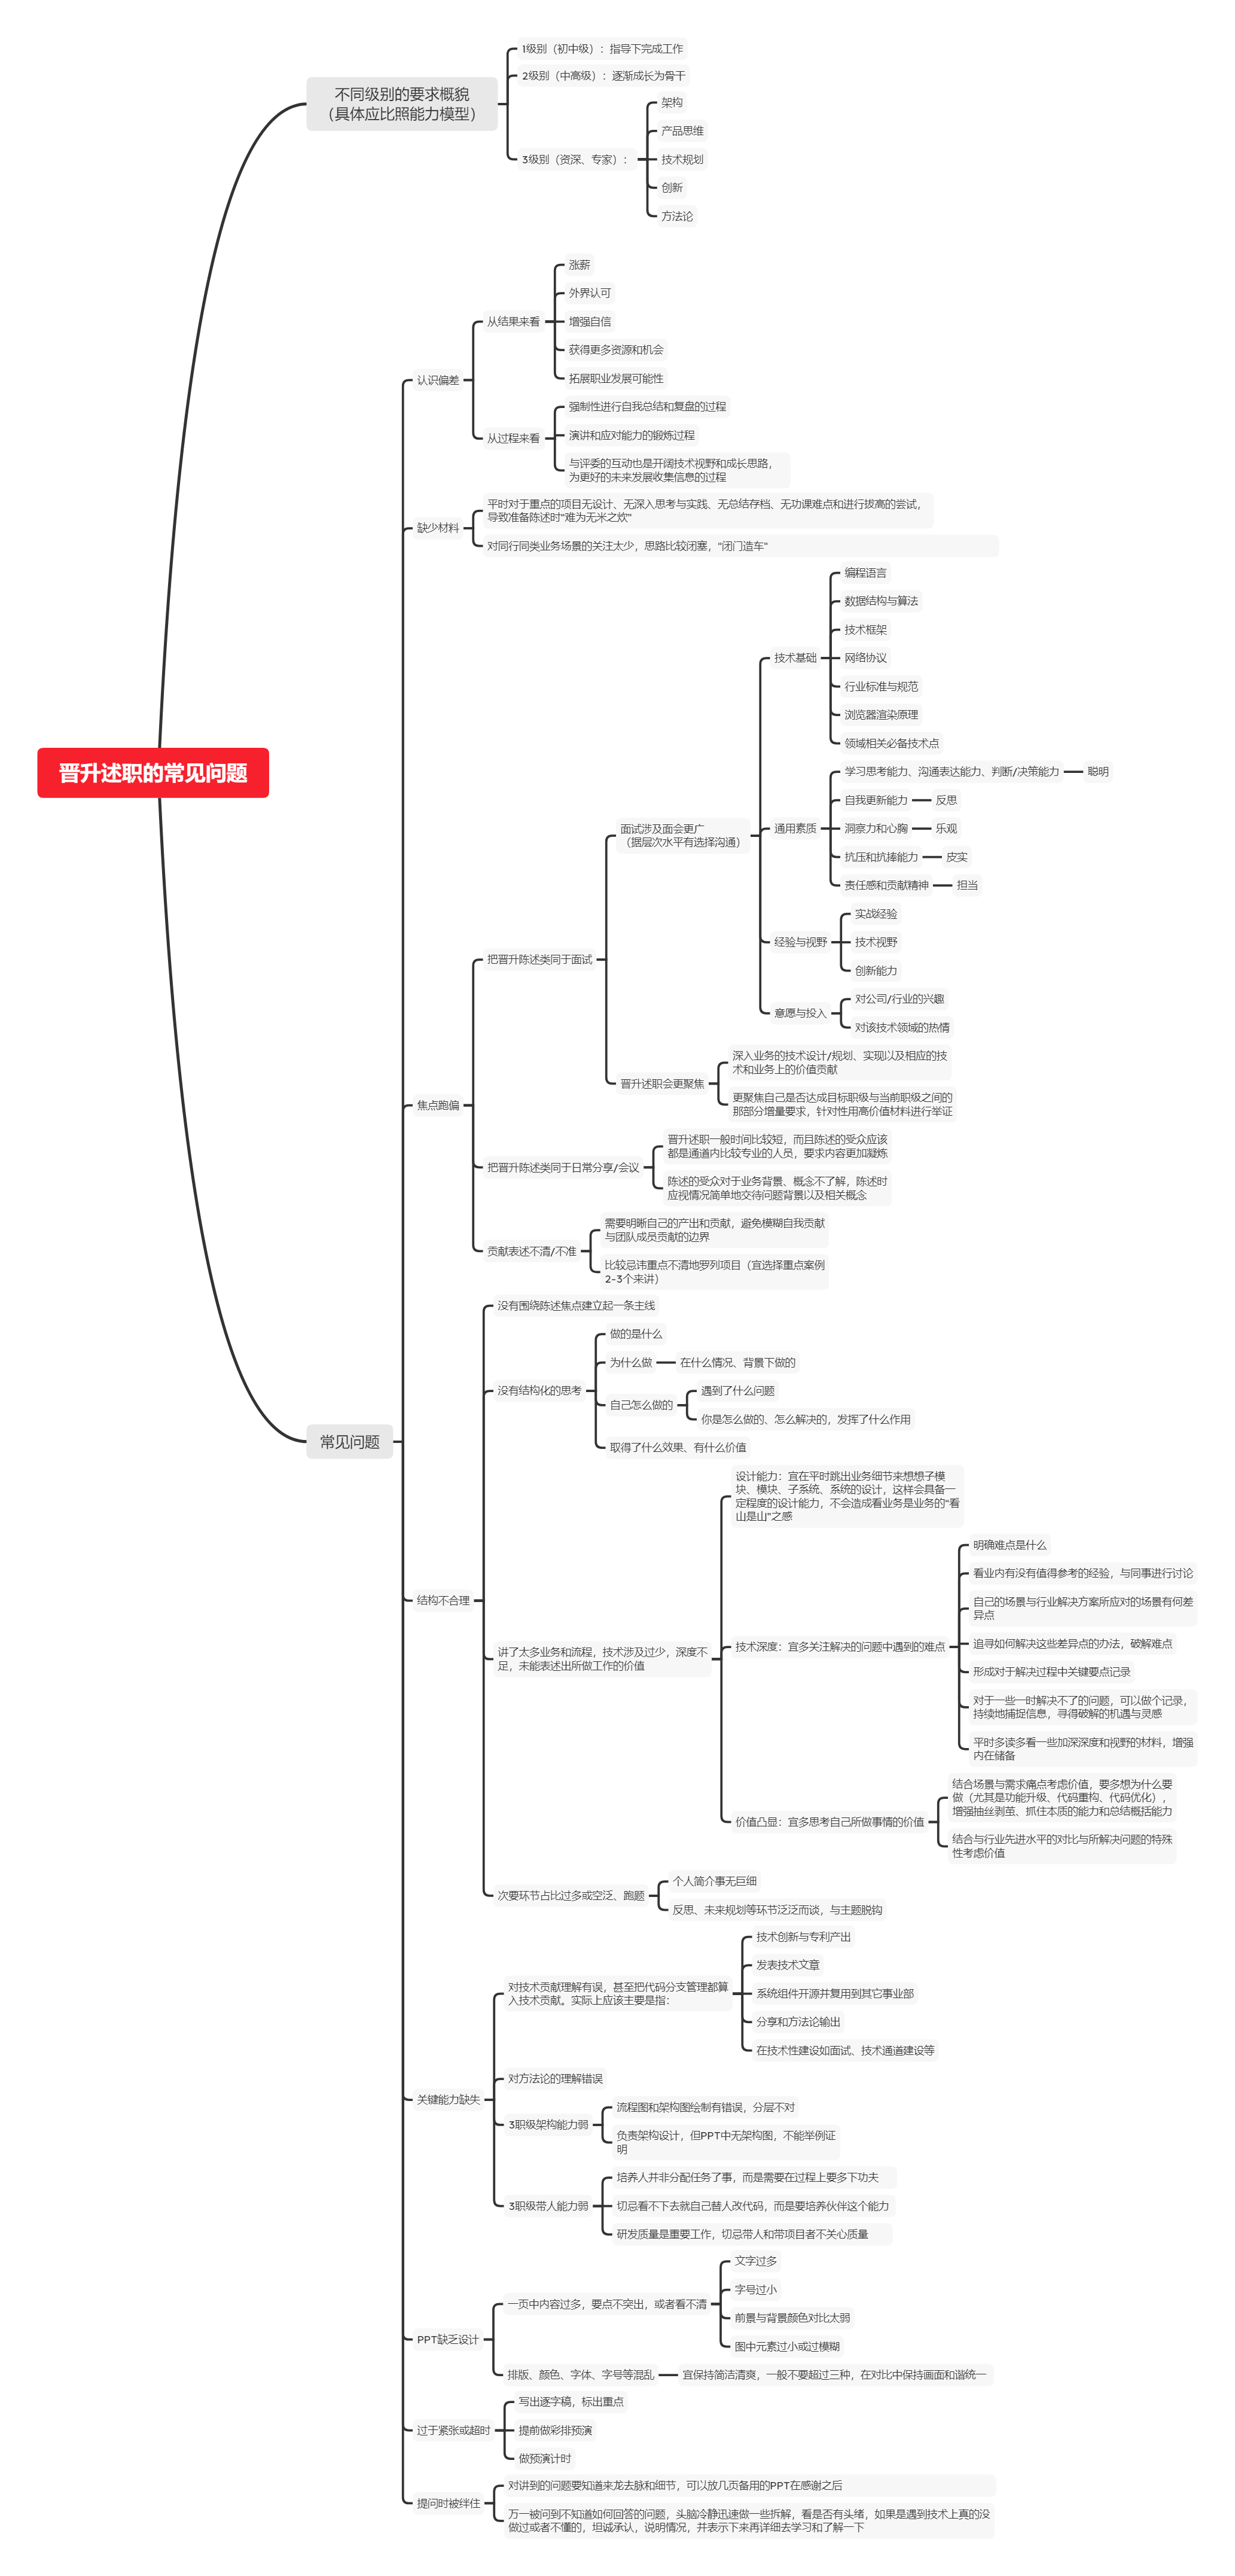 不同级别的要求概貌
（具体应比照能力模型）
1级别（初中级）：指导下完成工作
2级别（中高级）：逐渐成长为骨干
3级别（资深、专家）：
架构
产品思维
技术规划
创新
方法论
晋升述职的常见问题
常见问题
认识偏差
从结果来看
涨薪
外界认可
增强自信
获得更多资源和机会
拓展职业发展可能性
从过程来看
强制性进行自我总结和复盘的过程
演讲和应对能力的锻炼过程
与评委的互动也是开阔技术视野和成长思路，
为更好的未来发展收集信息的过程
缺少材料
平时对于重点的项目无设计、无深入思考与实践、无总结存档、无功课难点和进行拔高的尝试，
导致准备陈述时"难为无米之炊"
对同行同类业务场景的关注太少，思路比较闭塞，"闭门造车"
焦点跑偏
把晋升陈述类同于面试
面试涉及面会更广
（据层次水平有选择沟通）
技术基础
编程语言
数据结构与算法
技术框架
网络协议
行业标准与规范
浏览器渲染原理
领域相关必备技术点
通用素质
学习思考能力、沟通表达能力、判断/决策能力
聪明
自我更新能力
反思
洞察力和心胸
乐观
抗压和抗捧能力
皮实
责任感和贡献精神
担当
经验与视野
实战经验
技术视野
创新能力
意愿与投入
对公司/行业的兴趣
对该技术领域的热情
晋升述职会更聚焦
深入业务的技术设计/规划、实现以及相应的技
术和业务上的价值贡献
更聚焦自己是否达成目标职级与当前职级之间的
那部分增量要求，针对性用高价值材料进行举证
把晋升陈述类同于日常分享/会议
晋升述职一般时间比较短，而且陈述的受众应该
都是通道内比较专业的人员，要求内容更加凝炼
陈述的受众对于业务背景、概念不了解，陈述时
应视情况简单地交待问题背景以及相关概念
贡献表述不清/不准
需要明晰自己的产出和贡献，避免模糊自我贡献
与团队成员贡献的边界
比较忌讳重点不清地罗列项目（宜选择重点案例
2-3个来讲）
结构不合理
没有围绕陈述焦点建立起一条主线
没有结构化的思考
做的是什么
为什么做
在什么情况、背景下做的
自己怎么做的
遇到了什么问题
你是怎么做的、怎么解决的，发挥了什么作用
取得了什么效果、有什么价值
讲了太多业务和流程，技术涉及过少，深度不
足，未能表述出所做工作的价值
设计能力：宜在平时跳出业务细节来想想子模
块、模块、子系统、系统的设计，这样会具备一
定程度的设计能力，不会造成看业务是业务的"看
山是山"之感
技术深度：宜多关注解决的问题中遇到的难点
明确难点是什么
看业内有没有值得参考的经验，与同事进行讨论
自己的场景与行业解决方案所应对的场景有何差
异点
追寻如何解决这些差异点的办法，破解难点
形成对于解决过程中关键要点记录
对于一些一时解决不了的问题，可以做个记录，
持续地捕捉信息，寻得破解的机遇与灵感
平时多读多看一些加深深度和视野的材料，增强
内在储备
价值凸显：宜多思考自己所做事情的价值
结合场景与需求痛点考虑价值，要多想为什么要
做（尤其是功能升级、代码重构、代码优化），
增强抽丝剥茧、抓住本质的能力和总结概括能力
结合与行业先进水平的对比与所解决问题的特殊
性考虑价值
次要环节占比过多或空泛、跑题
个人简介事无巨细
反思、未来规划等环节泛泛而谈，与主题脱钩
关键能力缺失
对技术贡献理解有误，甚至把代码分支管理都算
入技术贡献。实际上应该主要是指：
技术创新与专利产出
发表技术文章
系统组件开源并复用到其它事业部
分享和方法论输出
在技术性建设如面试、技术通道建设等
对方法论的理解错误
3职级架构能力弱
流程图和架构图绘制有错误，分层不对
负责架构设计，但PPT中无架构图，不能举例证
明
3职级带人能力弱
培养人并非分配任务了事，而是需要在过程上要多下功夫
切忌看不下去就自己替人改代码，而是要培养伙伴这个能力
研发质量是重要工作，切忌带人和带项目者不关心质量
PPT缺乏设计
一页中内容过多，要点不突出，或者看不清
文字过多
字号过小
前景与背景颜色对比太弱
图中元素过小或过模糊
排版、颜色、字体、字号等混乱
宜保持简洁清爽，一般不要超过三种，在对比中保持画面和谐统一
过于紧张或超时
写出逐字稿，标出重点
提前做彩排预演
做预演计时
提问时被绊住
对讲到的问题要知道来龙去脉和细节，可以放几页备用的PPT在感谢之后
万一被问到不知道如何回答的问题，头脑冷静迅速做一些拆解，看是否有头绪，如果是遇到技术上真的没
做过或者不懂的，坦诚承认，说明情况，并表示下来再详细去学习和了解一下